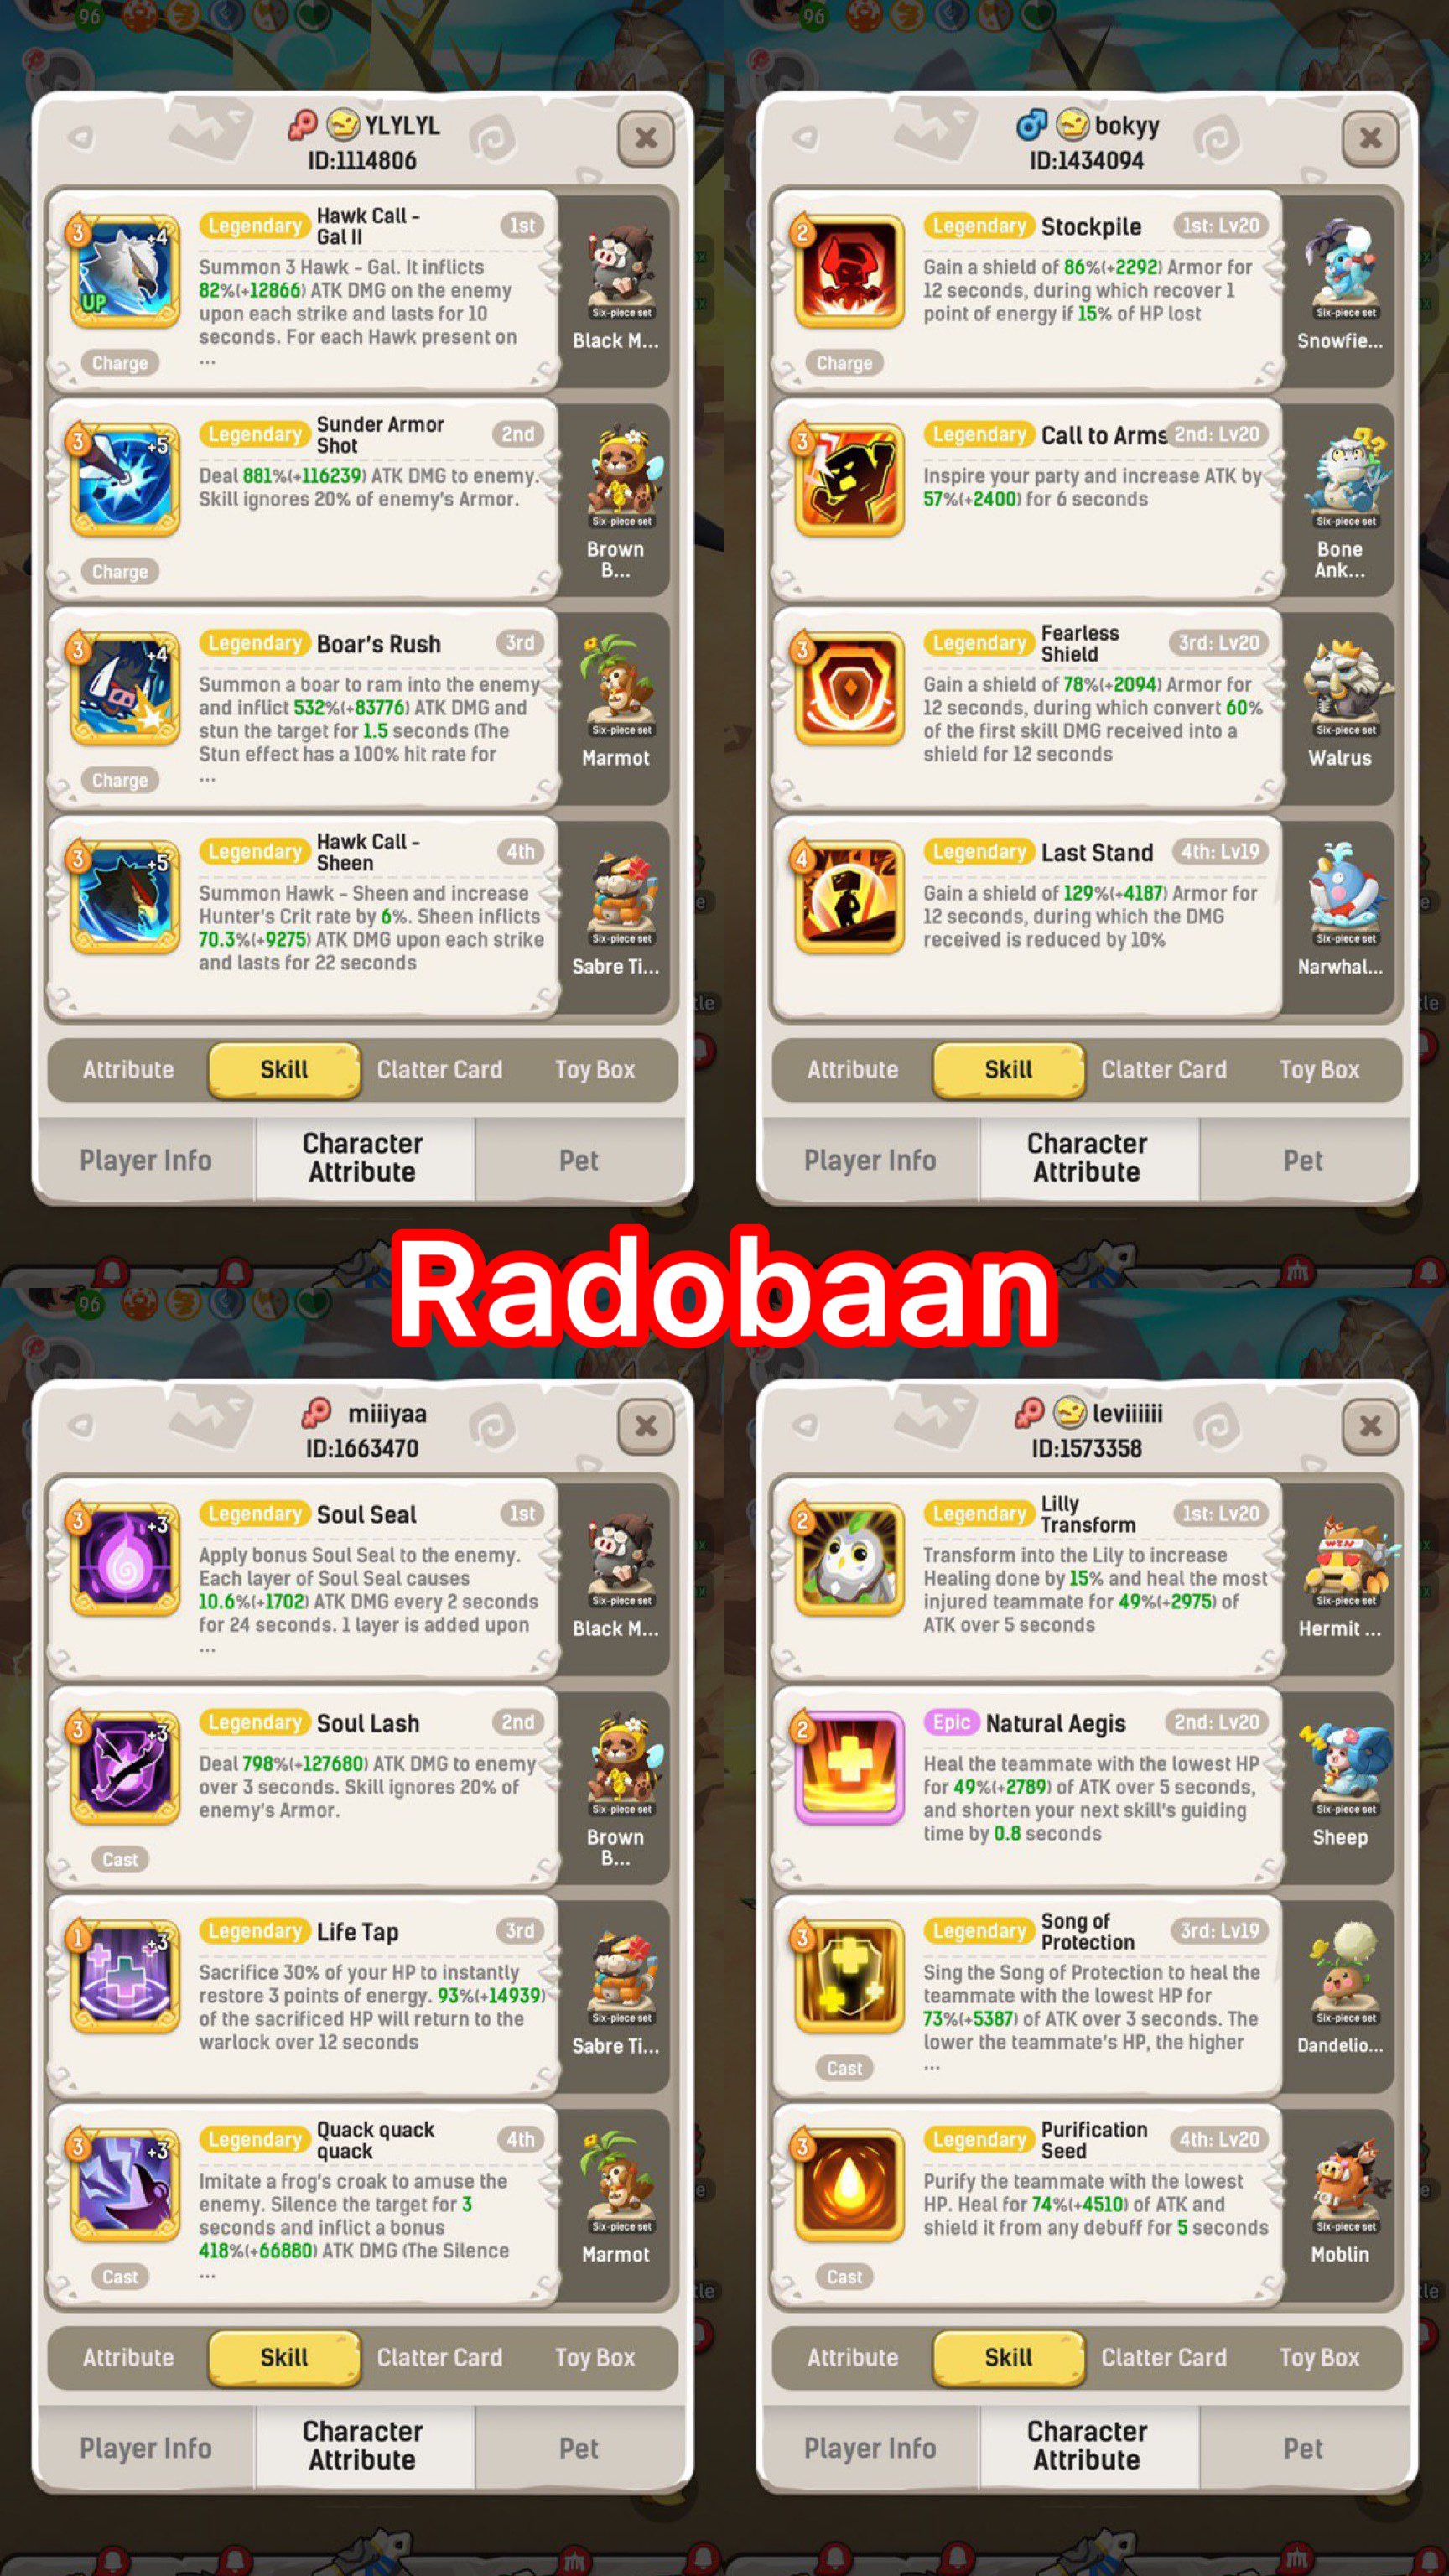 96
YLYLYL
ID:1114806
3
+4
UP
Charge
Legendary
Hawk Call -
Gal II
1st
Summon 3 Hawk - Gal. It inflicts
82%(+12866) ATK DMG on the enemy
upon each strike and lasts for 10
seconds. For each Hawk present on
...
Six-piece set
Black M...
3
+5
Charge
Legendary
Sunder Armor
Shot
2nd
Deal 881%(+116239) ATK DMG to enemy.
Skill ignores 20% of enemy's Armor.
Six-piece set
Brown
B...
3
+4
Charge
Legendary
Boar's Rush
3rd
Summon a boar to ram into the enemy
and inflict 532%(+83776) ATK DMG and
stun the target for 1.5 seconds (The
Stun effect has a 100% hit rate for
...
Six-piece set
Marmot
3
+5
Legendary
Hawk Call -
Sheen
4th
Summon Hawk - Sheen and increase
Hunter's Crit rate by 6%. Sheen inflicts
70.3%(+9275) ATK DMG upon each strike
and lasts for 22 seconds
Six-piece set
Sabre Ti...
Attribute
Skill
Clatter Card
Toy Box
Player Info
Character
Attribute
Pet
96
bokyy
ID:1434094
2
Charge
Legendary
Stockpile
1st: Lv20
Gain a shield of 86%(+2292) Armor for
12 seconds, during which recover 1
point of energy if 15% of HP lost
Six-piece set
Snowfie...
3
Legendary
Call to Arms
2nd: Lv20
Inspire your party and increase ATK by
57%(+2400) for 6 seconds
Six-piece set
Bone
Ank...
3
Legendary
Fearless
Shield
3rd: Lv20
Gain a shield of 78%(+2094) Armor for
12 seconds, during which convert 60%
of the first skill DMG received into a
shield for 12 seconds
Six-piece set
Walrus
4
Legendary
Last Stand
4th: Lv19
Gain a shield of 129%(+4187) Armor for
12 seconds, during which the DMG
received is reduced by 10%
Six-piece set
Narwhal...
Attribute
Skill
Clatter Card
Toy Box
Player Info
Character
Attribute
Pet
Radobaan
96
miiiyaa
ID:1663470
3
+3
Legendary
Soul Seal
1st
Apply bonus Soul Seal to the enemy.
Each layer of Soul Seal causes
10.6%(+1702) ATK DMG every 2 seconds
for 24 seconds. 1 layer is added upon
...
Six-piece set
Black M...
3
+3
Cast
Legendary
Soul Lash
2nd
Deal 798%(+127680) ATK DMG to enemy
over 3 seconds. Skill ignores 20% of
enemy's Armor.
Six-piece set
Brown
B...
1
+3
Legendary
Life Tap
3rd
Sacrifice 30% of your HP to instantly
restore 3 points of energy. 93%(+14939)
of the sacrificed HP will return to the
warlock over 12 seconds
Six-piece set
Sabre Ti...
3
+3
Cast
Legendary
Quack quack
quack
4th
Imitate a frog's croak to amuse the
enemy. Silence the target for 3
seconds and inflict a bonus
418%(+66880) ATK DMG (The Silence
...
Six-piece set
Marmot
Attribute
Skill
Clatter Card
Toy Box
Player Info
Character
Attribute
Pet
leviiiiii
ID:1573358
2
Legendary
Lilly
Transform
1st: Lv20
Transform into the Lily to increase
Healing done by 15% and heal the most
injured teammate for 49%(+2975) of
ATK over 5 seconds
WIN
Six-piece set
Hermit ...
2
Epic
Natural Aegis
2nd: Lv20
Heal the teammate with the lowest HP
for 49%(+2789) of ATK over 5 seconds,
and shorten your next skill's guiding
time by 0.8 seconds
Six-piece set
Sheep
3
Cast
Legendary
Song of
Protection
3rd: Lv19
Sing the Song of Protection to heal the
teammate with the lowest HP for
73%(+5387) of ATK over 3 seconds. The
lower the teammate's HP, the higher
...
Six-piece set
Dandelio...
3
Cast
Legendary
Purification
Seed
4th: Lv20
Purify the teammate with the lowest
HP. Heal for 74%(+4510) of ATK and
shield it from any debuff for 5 seconds
Six-piece set
Moblin
Attribute
Skill
Clatter Card
Toy Box
Player Info
Character
Attribute
Pet